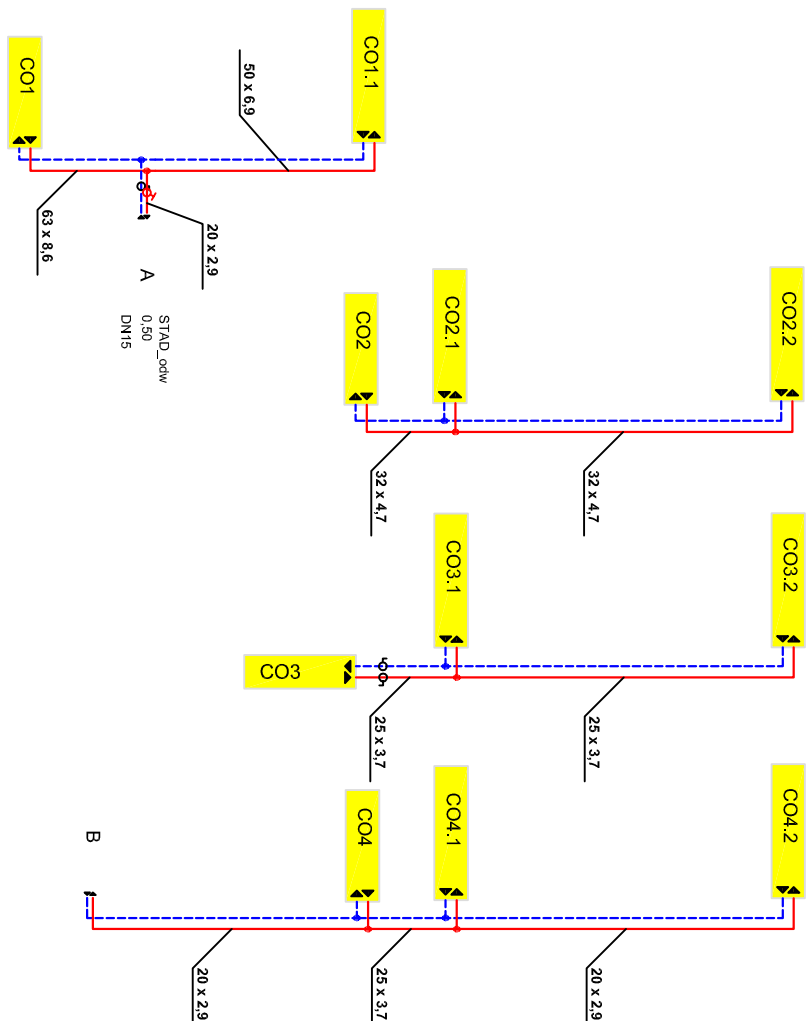 CO1
CO1.1
50 x 6,9
63 x 8,6
20 x 2,9
A
STAD_odw
0,50
DN15
CO2
CO2.1
CO2.2
32 x 4,7
32 x 4,7
CO3
CO3.1
CO3.2
25 x 3,7
25 x 3,7
B
CO4
CO4.1
CO4.2
20 x 2,9
25 x 3,7
20 x 2,9